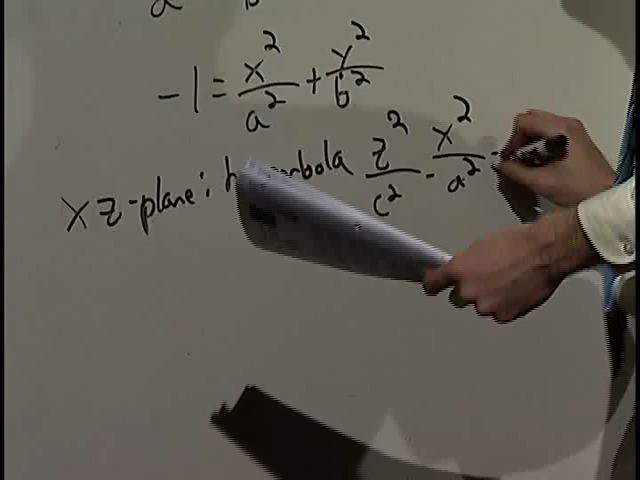 a b
-1 = x²/a² + y²/b²
xz-plane: hyperbola z²/c² - x²/a² =